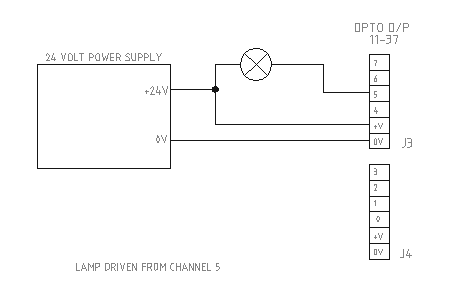 OPTO O/P
11-37
24 VOLT POWER SUPPLY
+24V
0V
7
6
5
4
+V
0V
J3
3
2
1
0
+V
0V
J4
LAMP DRIVEN FROM CHANNEL 5